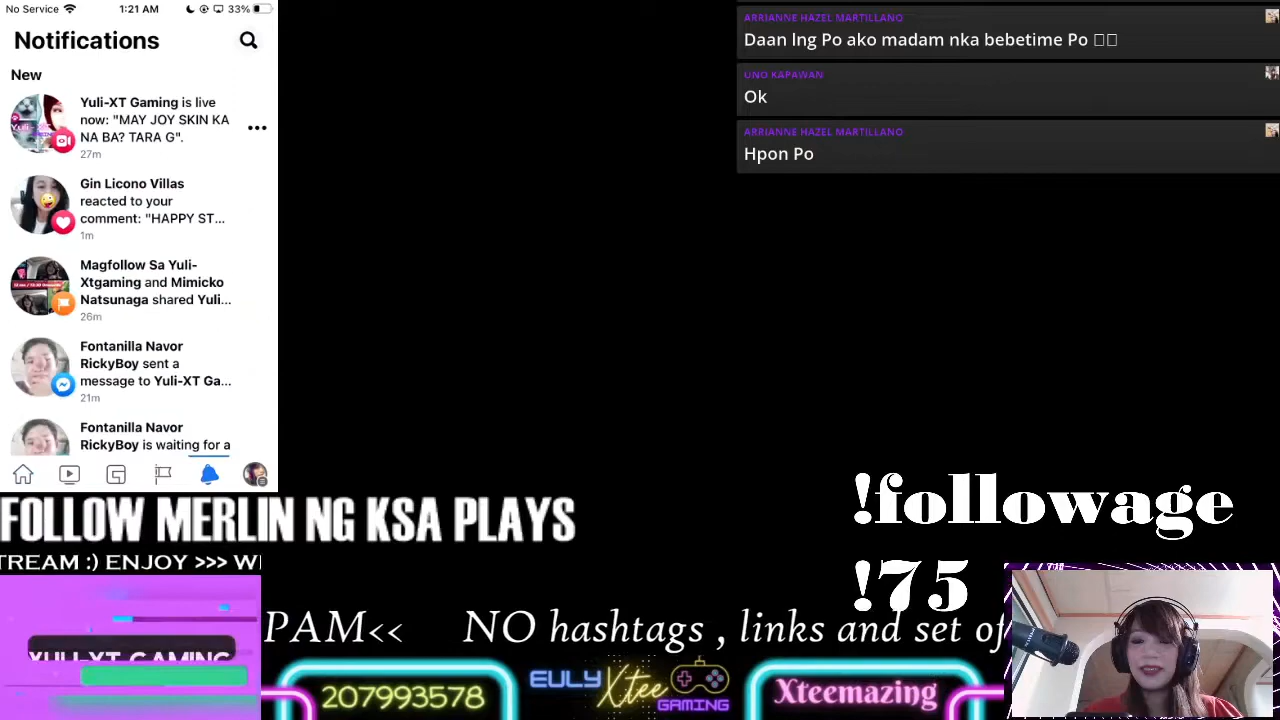 No Service
1:21 AM
33%
Notifications
New
Yuli-XT Gaming is live
now: "MAY JOY SKIN KA
NA BA? TARA G".
27m
Gin Licono Villas
reacted to your
comment: "HAPPY ST...
1m
Magfollow Sa Yuli-
Xtgaming and Mimicko
Natsunaga shared Yuli...
26m
Fontanilla Navor
RickyBoy sent a
message to Yuli-XT Ga...
21m
Fontanilla Navor
RickyBoy is waiting for a
ARRIANNE HAZEL MARTILLANO
Daan lng Po ako madam nka bebetime Po
UNO KAPAWAN
Ok
ARRIANNE HAZEL MARTILLANO
Hpon Po
FOLLOW MERLIN NG KSA PLAYS
!followage
!75
TREAM :) ENJOY >>> W
PAM<< NO hashtags , links and set of
YULI-XT GAMING
207993578
EULY Xtee GAMING
Xteemazing